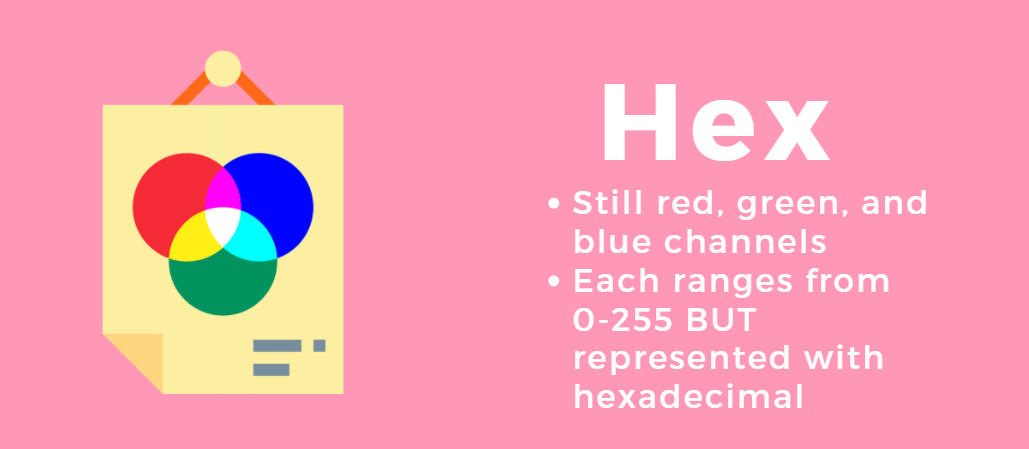 Hex
• Still red, green, and
blue channels
• Each ranges from
0-255 BUT
represented with
hexadecimal